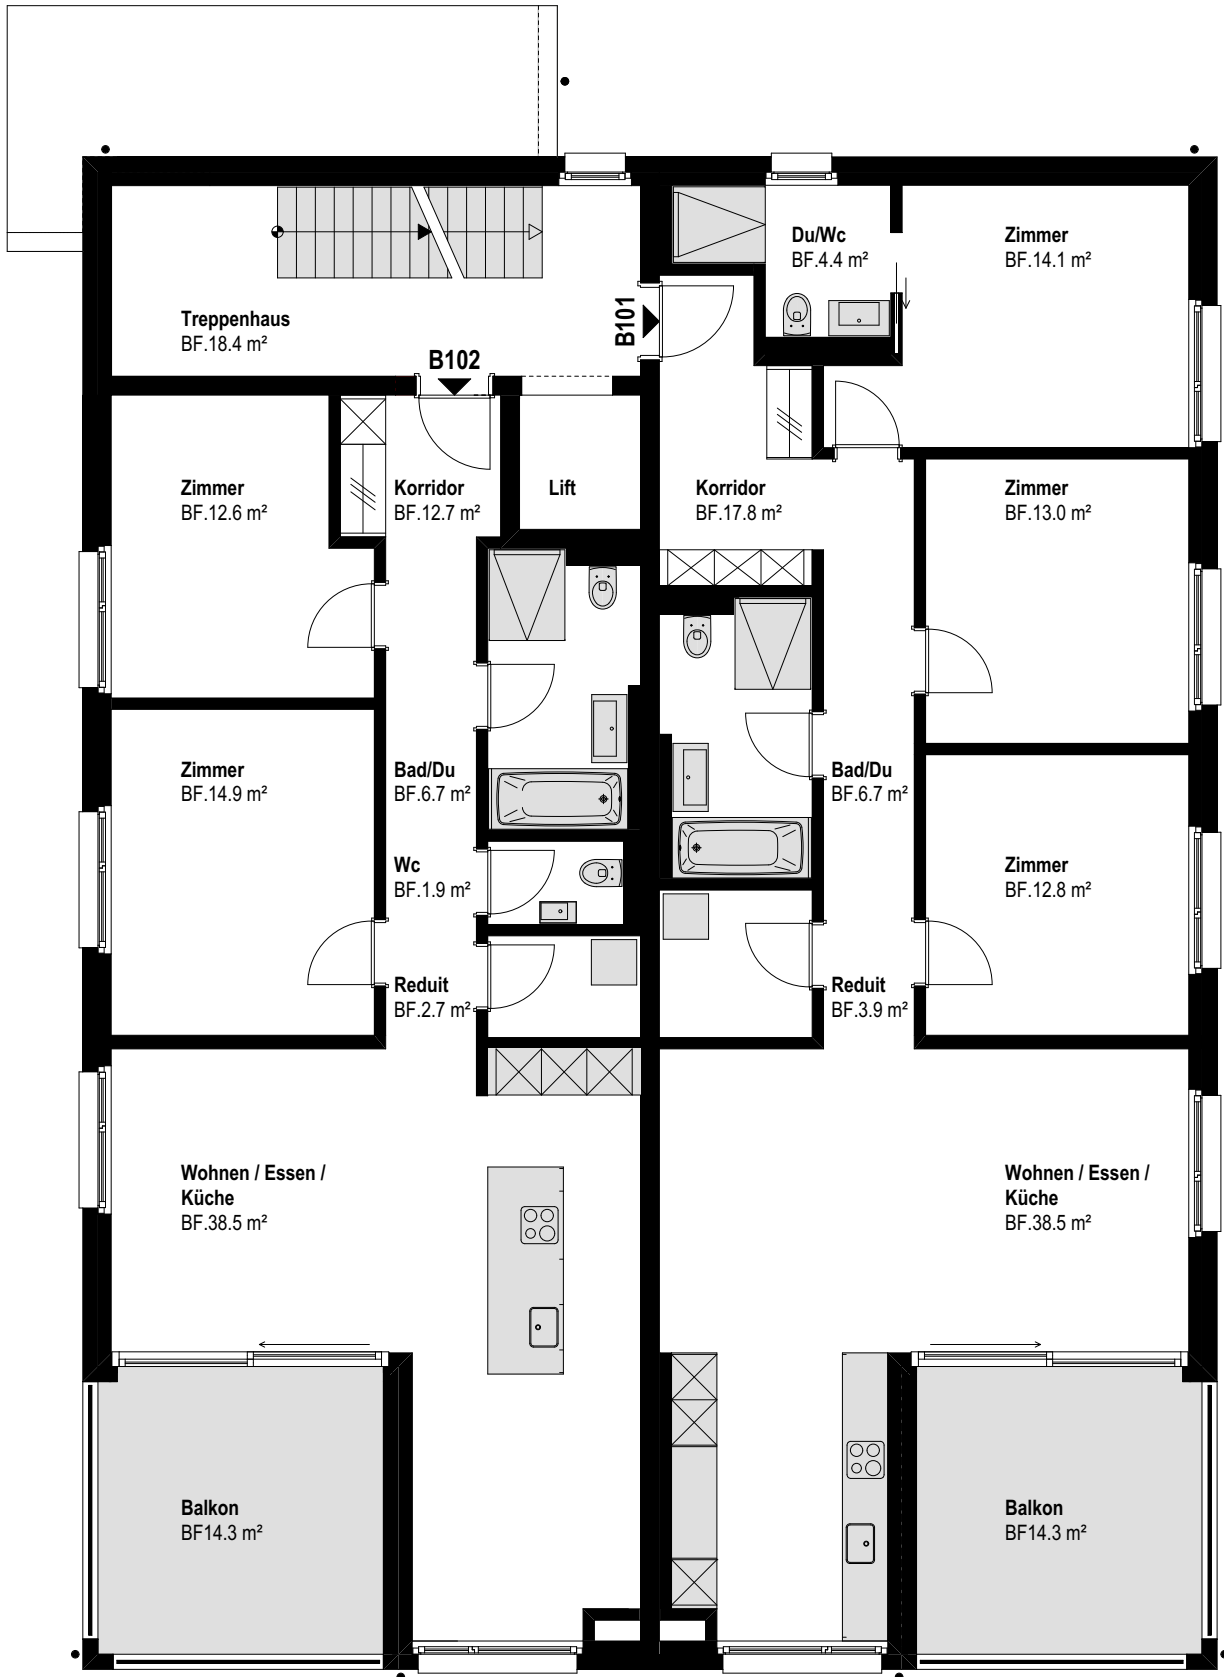 Du/Wc
BF.4.4 m²
Zimmer
BF.14.1 m²
Treppenhaus
BF.18.4 m²
B101
B102
Zimmer
BF.12.6 m²
Korridor
BF.12.7 m²
Lift
Korridor
BF.17.8 m²
Zimmer
BF.13.0 m²
Zimmer
BF.14.9 m²
Bad/Du
BF.6.7 m²
Bad/Du
BF.6.7 m²
Wc
BF.1.9 m²
Zimmer
BF.12.8 m²
Reduit
BF.2.7 m²
Reduit
BF.3.9 m²
Wohnen / Essen /
Küche
BF.38.5 m²
Wohnen / Essen /
Küche
BF.38.5 m²
Balkon
BF14.3 m²
Balkon
BF14.3 m²